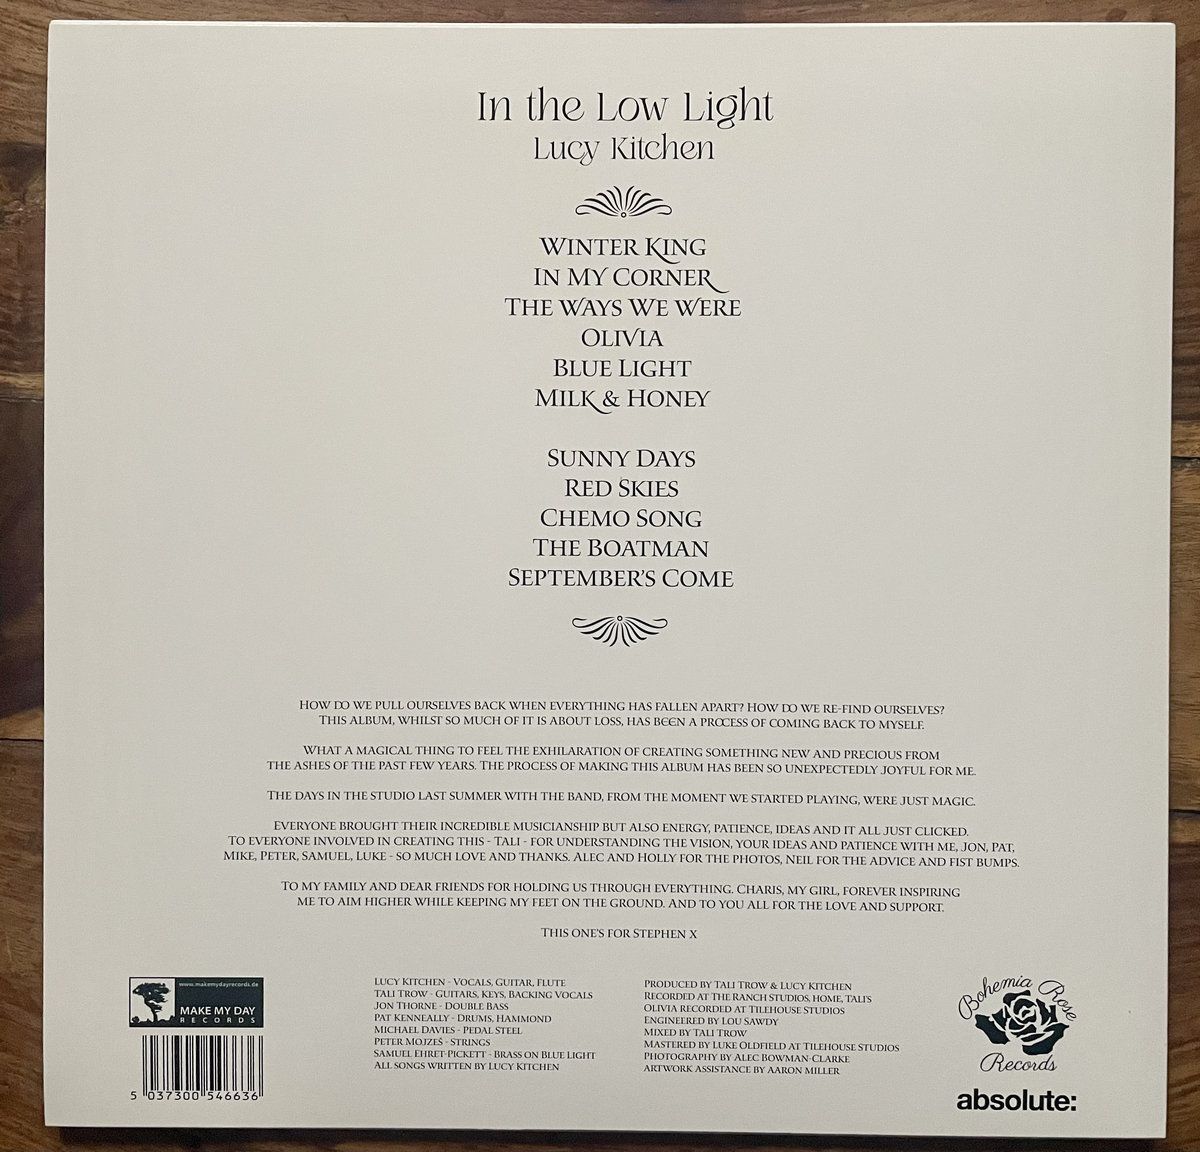 In the Low Light
Lucy Kitchen
Winter King
In My Corner
The Ways We Were
Olivia
Blue Light
Milk & Honey
Sunny Days
Red Skies
Chemo Song
The Boatman
September's Come
How do we pull ourselves back when everything has fallen apart? How do we re-find ourselves?
This album, whilst so much of it is about loss, has been a process of coming back to myself.
What a magical thing to feel the exhilaration of creating something new and precious from
the ashes of the past few years. The process of making this album has been so unexpectedly joyful for me.
The days in the studio last summer with the band, from the moment we started playing, were just magic.
Everyone brought their incredible musicianship but also energy, patience, ideas and it all just clicked.
To everyone involved in creating this - Tali - for understanding the vision, your ideas and patience with me, Jon, Pat,
Mike, Peter, Samuel, Luke - so much love and thanks. Alec and Holly for the photos, Neil for the advice and fist bumps.
To my family and dear friends for holding us through everything. Charis, my girl, forever inspiring
me to aim higher while keeping my feet on the ground. And to you all for the love and support.
This one's for Stephen x
www.makemydayrecords.de
MAKE MY DAY
RECORDS
5 037300 546636
Lucy Kitchen - Vocals, Guitar, Flute
Tali Trow - Guitars, Keys, Backing Vocals
Jon Thorne - Double Bass
Pat Kenneally - Drums, Hammond
Michael Davies - Pedal Steel
Peter Mojzeš - Strings
Samuel Ehret-Pickett - Brass on Blue Light
All songs written by Lucy Kitchen
Produced by Tali Trow & Lucy Kitchen
Recorded at The Ranch Studios, Home, Tali's
Olivia recorded at Tilehouse Studios
Engineered by Lou Sawdy
Mixed by Tali Trow
Mastered by Luke Oldfield at Tilehouse Studios
Photography by Alec Bowman-Clarke
Artwork assistance by Aaron Miller
Bohemia Rose
Records
absolute: